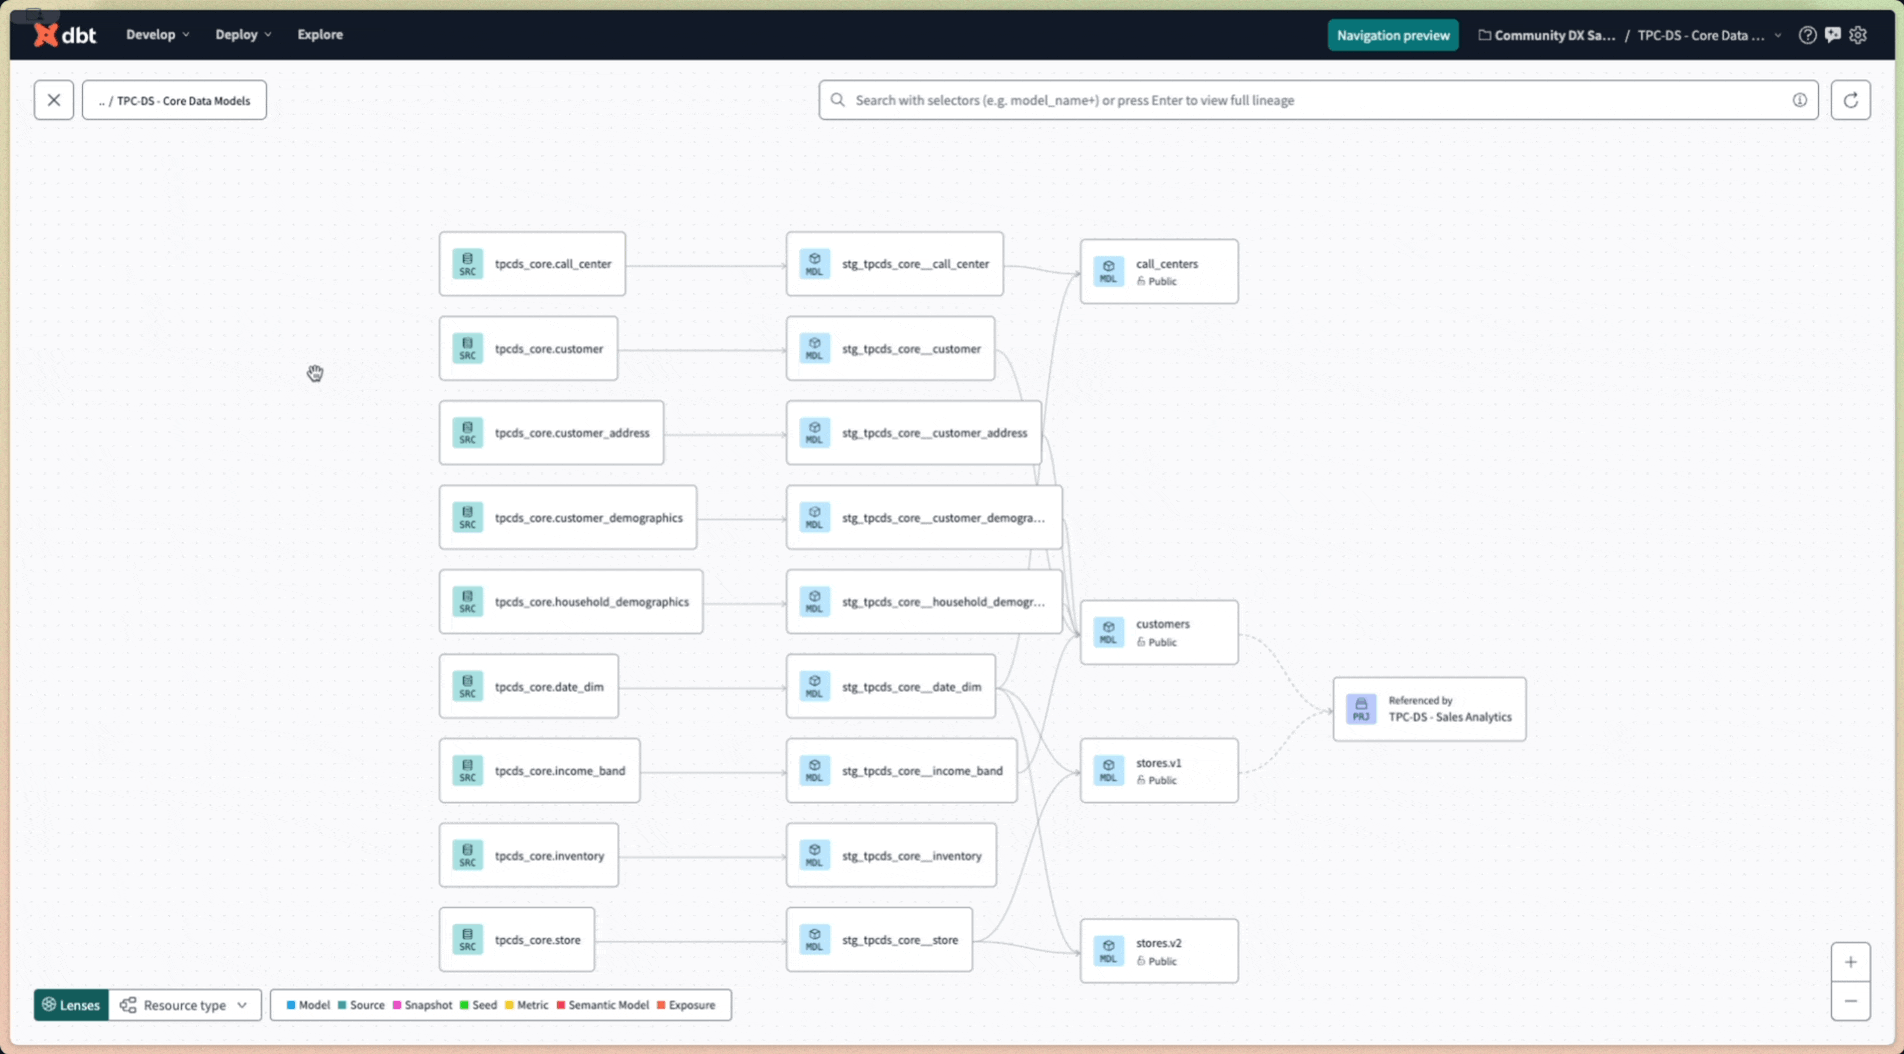 dbt Develop Deploy Explore Navigation preview Community DX Sa... / TPC-DS - Core Data ...
.. / TPC-DS - Core Data Models
Search with selectors (e.g. model_name+) or press Enter to view full lineage
SRC tpcds_core.call_center
MDL stg_tpcds_core__call_center
MDL call_centers
Public
SRC tpcds_core.customer
MDL stg_tpcds_core__customer
SRC tpcds_core.customer_address
MDL stg_tpcds_core__customer_address
SRC tpcds_core.customer_demographics
MDL stg_tpcds_core__customer_demogra...
SRC tpcds_core.household_demographics
MDL stg_tpcds_core__household_demogr...
MDL customers
Public
SRC tpcds_core.date_dim
MDL stg_tpcds_core__date_dim
PRJ Referenced by
TPC-DS - Sales Analytics
SRC tpcds_core.income_band
MDL stg_tpcds_core__income_band
MDL stores.v1
Public
SRC tpcds_core.inventory
MDL stg_tpcds_core__inventory
SRC tpcds_core.store
MDL stg_tpcds_core__store
MDL stores.v2
Public
Lenses Resource type Model Source Snapshot Seed Metric Semantic Model Exposure